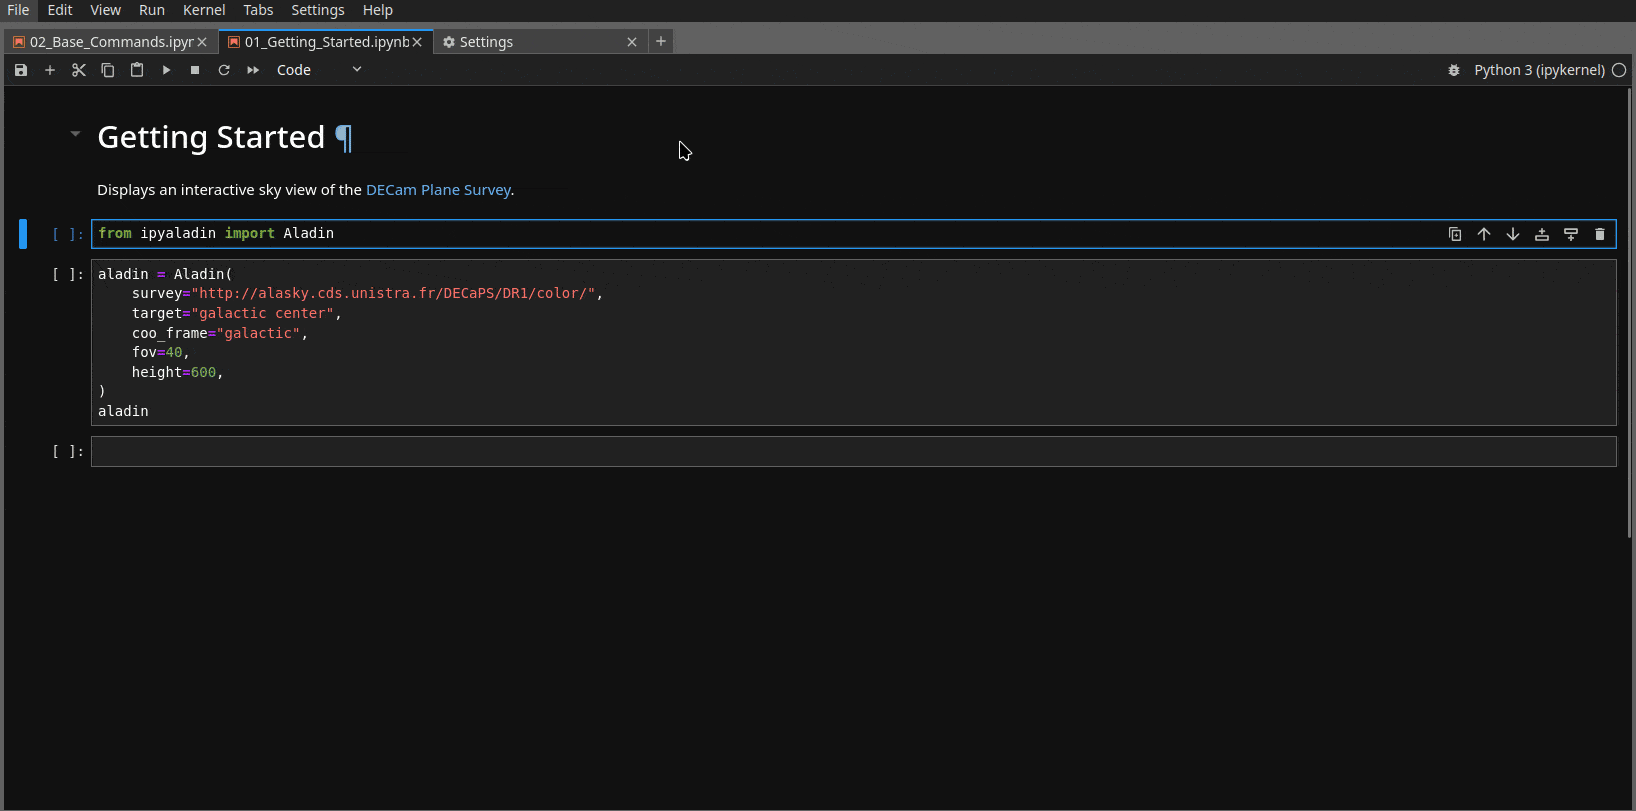 File Edit View Run Kernel Tabs Settings Help
02_Base_Commands.ipyr 01_Getting_Started.ipynb Settings
Code Python 3 (ipykernel)
Getting Started ¶
Displays an interactive sky view of the DECam Plane Survey.
[ ]: from ipyaladin import Aladin
[ ]: aladin = Aladin(
    survey="http://alasky.cds.unistra.fr/DECaPS/DR1/color/",
    target="galactic center",
    coo_frame="galactic",
    fov=40,
    height=600,
)
aladin
[ ]: